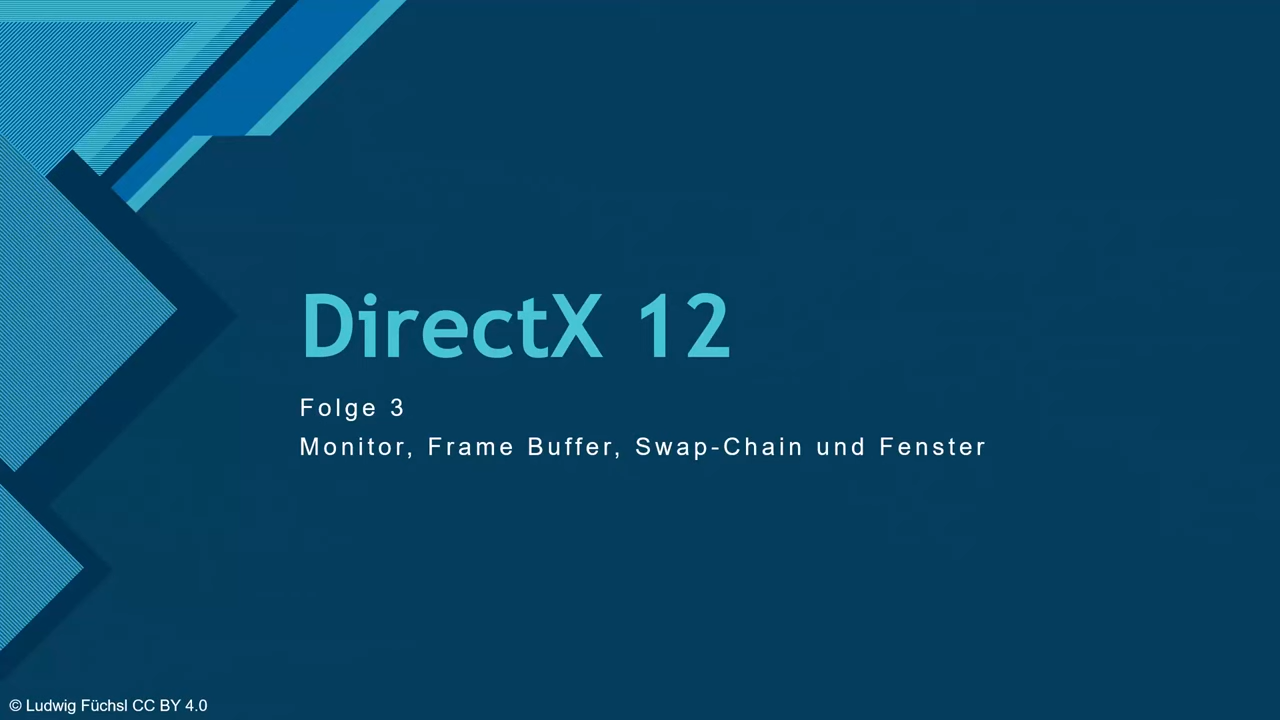 DirectX 12
Folge 3
Monitor, Frame Buffer, Swap-Chain und Fenster
© Ludwig Füchsl CC BY 4.0